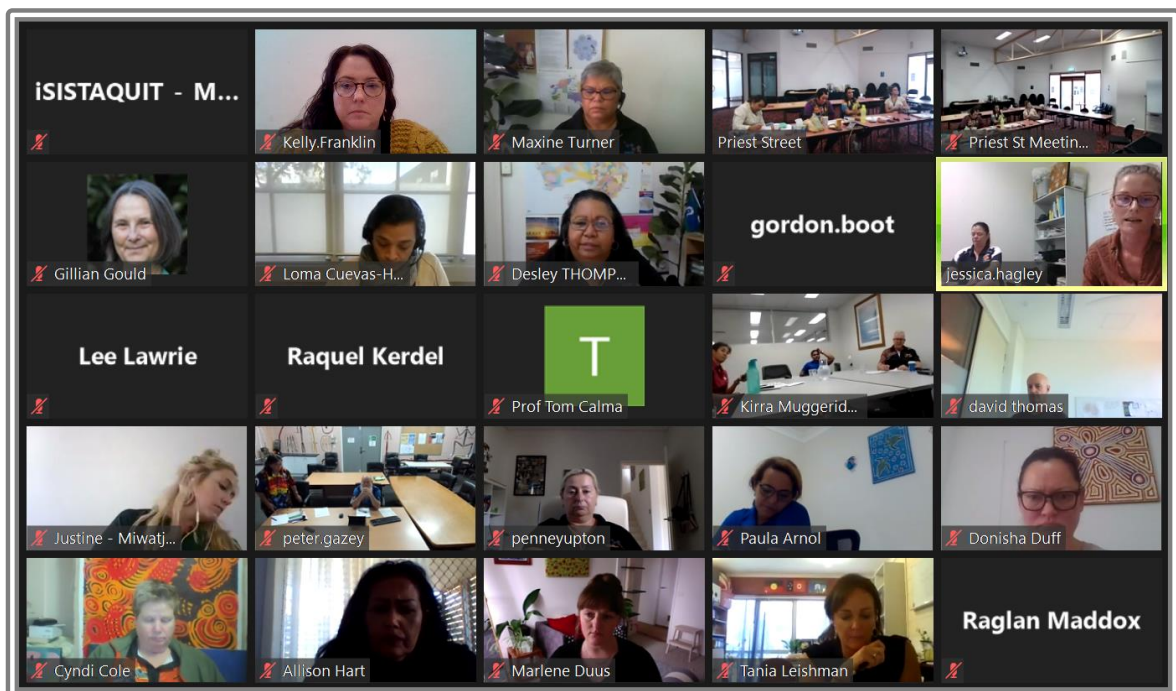 iSISTAQUIT - M...
Kelly.Franklin
Maxine Turner
Priest Street
Priest St Meetin...
Gillian Gould
Loma Cuevas-H...
Desley THOMP...
gordon.boot
jessica.hagley
Lee Lawrie
Raquel Kerdel
T
Prof Tom Calma
Kirra Muggerid...
david thomas
Justine - Miwatj...
peter.gazey
penneyupton
Paula Arnol
Donisha Duff
Cyndi Cole
Allison Hart
Marlene Duus
Tania Leishman
Raglan Maddox